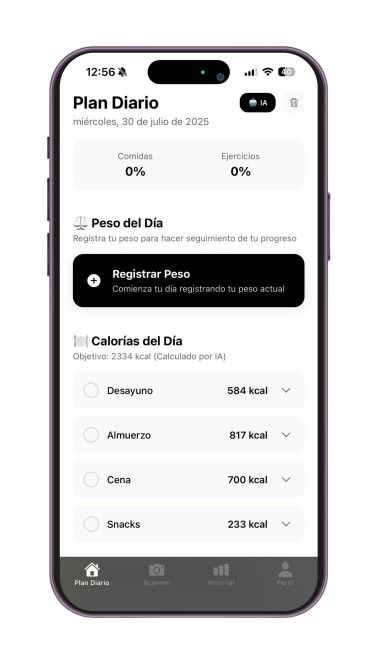 12:56
40
Plan Diario
IA
miércoles, 30 de julio de 2025
Comidas
Ejercicios
0%
0%
Peso del Día
Registra tu peso para hacer seguimiento de tu progreso
Registrar Peso
Comienza tu día registrando tu peso actual
Calorías del Día
Objetivo: 2334 kcal (Calculado por IA)
Desayuno 584 kcal
Almuerzo 817 kcal
Cena 700 kcal
Snacks 233 kcal
Plan Diario Scanner Historial Perfil